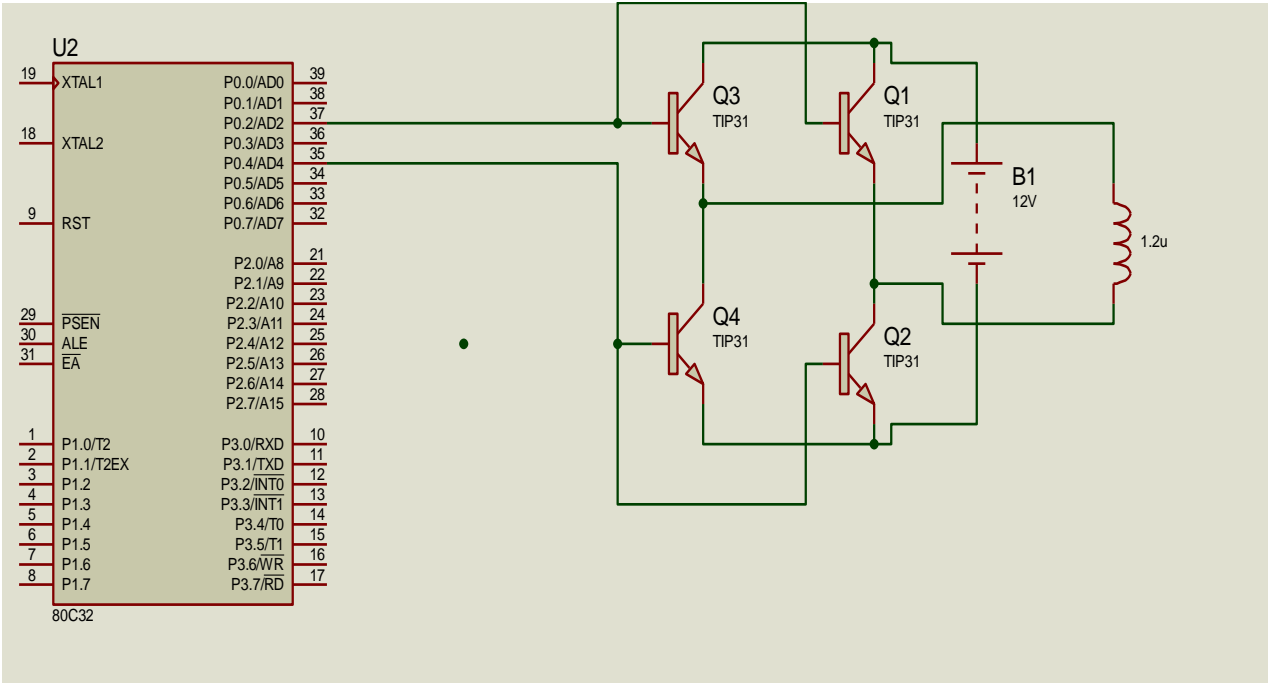 U2
19
XTAL1
18
XTAL2
9
RST
29
PSEN
30
ALE
31
EA
1
P1.0/T2
2
P1.1/T2EX
3
P1.2
4
P1.3
5
P1.4
6
P1.5
7
P1.6
8
P1.7
P0.0/AD0
39
P0.1/AD1
38
P0.2/AD2
37
P0.3/AD3
36
P0.4/AD4
35
P0.5/AD5
34
P0.6/AD6
33
P0.7/AD7
32
P2.0/A8
21
P2.1/A9
22
P2.2/A10
23
P2.3/A11
24
P2.4/A12
25
P2.5/A13
26
P2.6/A14
27
P2.7/A15
28
P3.0/RXD
10
P3.1/TXD
11
P3.2/INT0
12
P3.3/INT1
13
P3.4/T0
14
P3.5/T1
15
P3.6/WR
16
P3.7/RD
17
80C32
Q3
TIP31
Q1
TIP31
Q4
TIP31
Q2
TIP31
B1
12V
1.2u